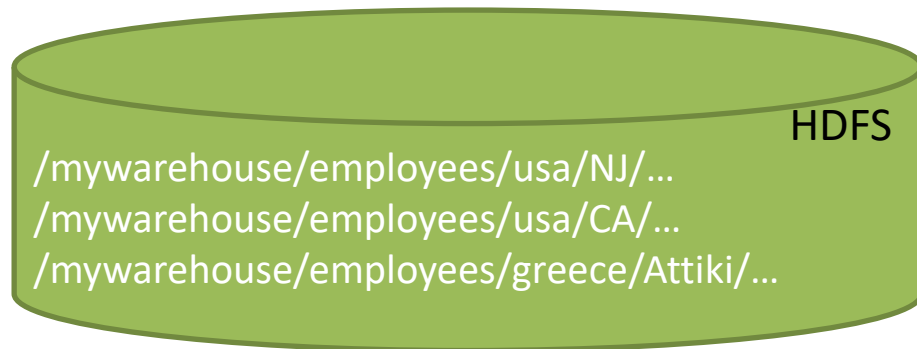 HDFS
/mywarehouse/employees/usa/NJ/…
/mywarehouse/employees/usa/CA/…
/mywarehouse/employees/greece/Attiki/…